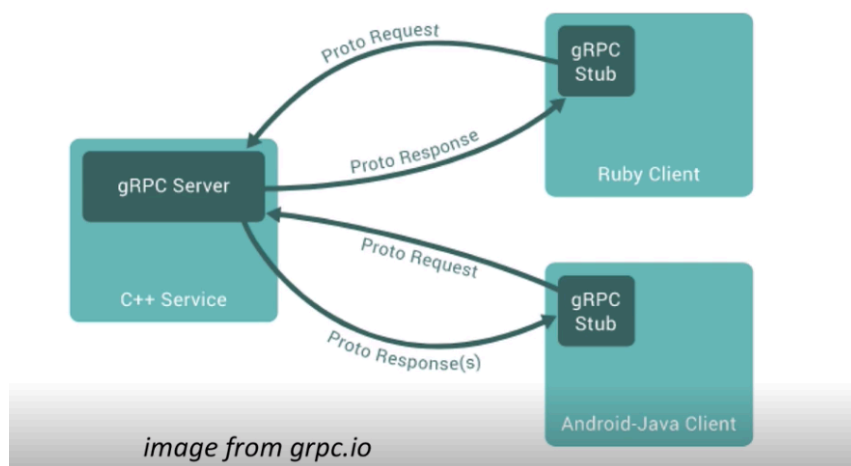 Proto Request
gRPC
Stub
Ruby Client
Proto Response
gRPC Server
C++ Service
Proto Request
gRPC
Stub
Proto Response(s)
Android-Java Client
image from grpc.io